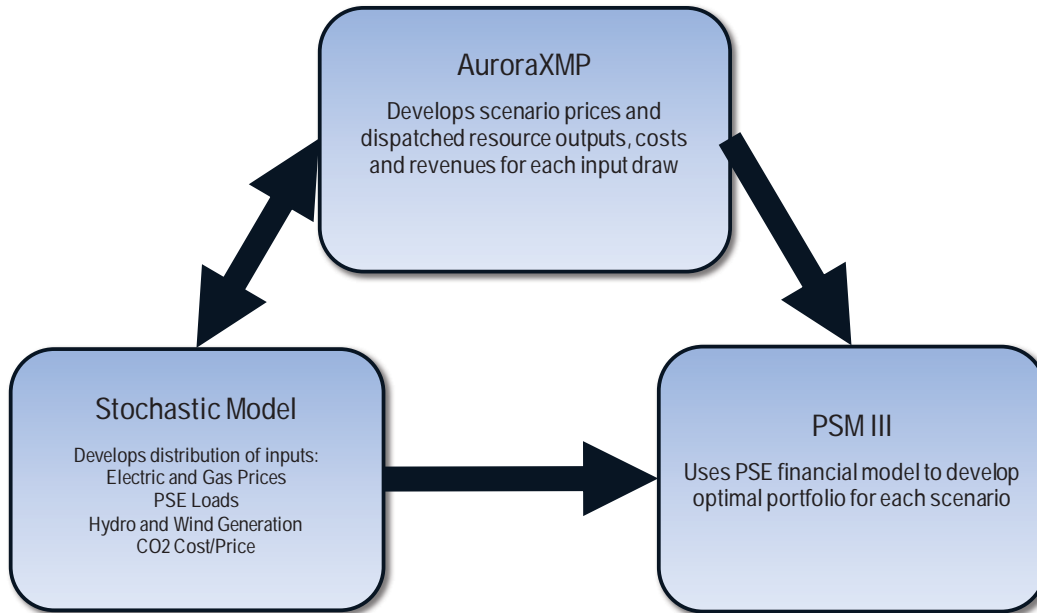 AuroraXMP
Develops scenario prices and
dispatched resource outputs, costs
and revenues for each input draw
Stochastic Model
Develops distribution of inputs:
Electric and Gas Prices
PSE Loads
Hydro and Wind Generation
CO2 Cost/Price
PSM III
Uses PSE financial model to develop
optimal portfolio for each scenario